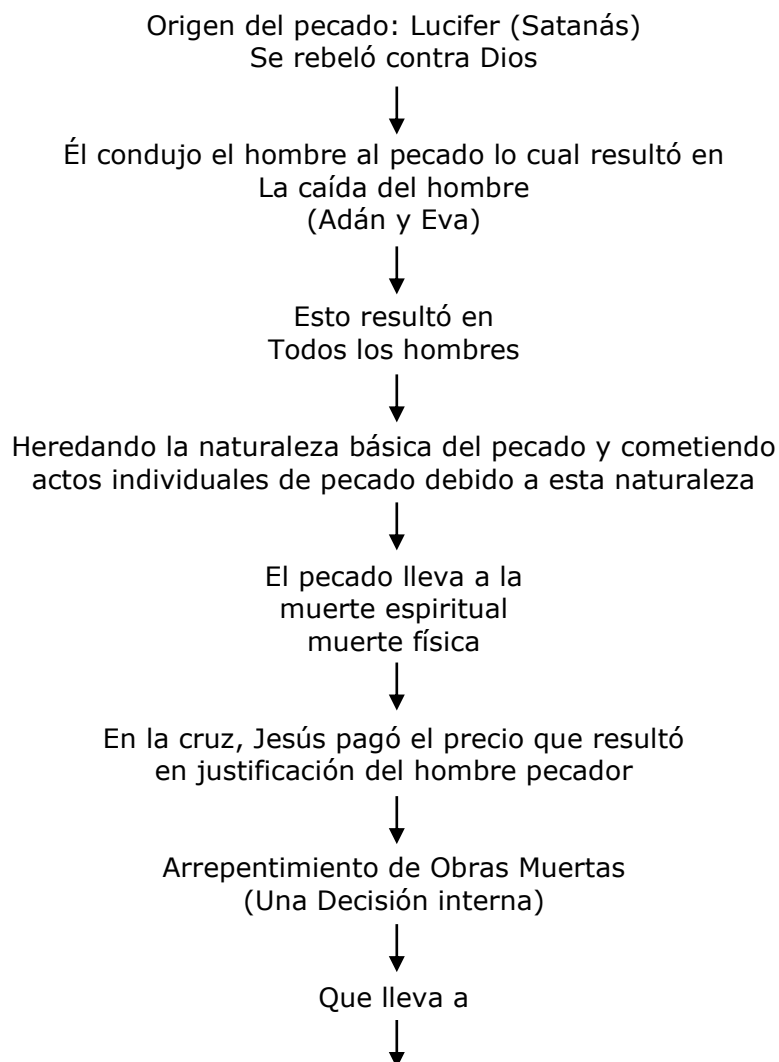 Origen del pecado: Lucifer (Satanás)
Se rebeló contra Dios
Él condujo el hombre al pecado lo cual resultó en
La caída del hombre
(Adán y Eva)
Esto resultó en
Todos los hombres
Heredando la naturaleza básica del pecado y cometiendo
actos individuales de pecado debido a esta naturaleza
El pecado lleva a la
muerte espiritual
muerte física
En la cruz, Jesús pagó el precio que resultó
en justificación del hombre pecador
Arrepentimiento de Obras Muertas
(Una Decisión interna)
Que lleva a